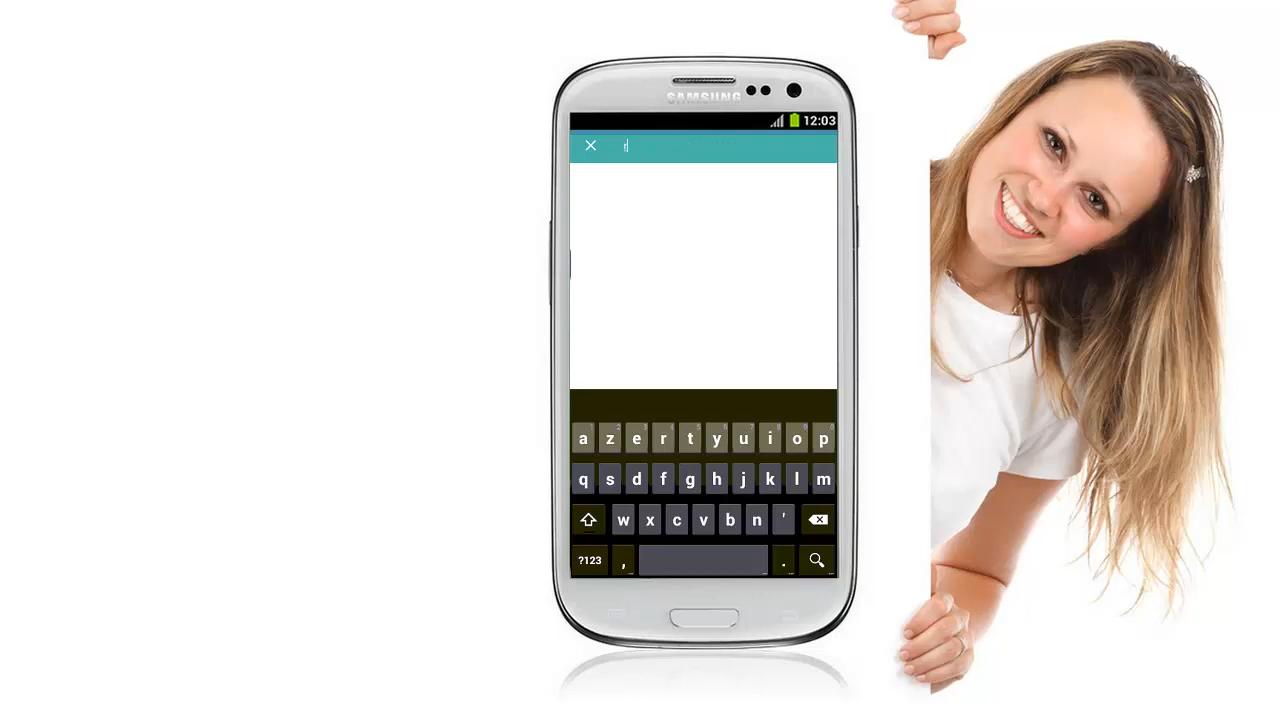 SAMSUNG
12:03
a z e r t y u i o p
q s d f g h j k l m
w x c v b n '
?123 , .